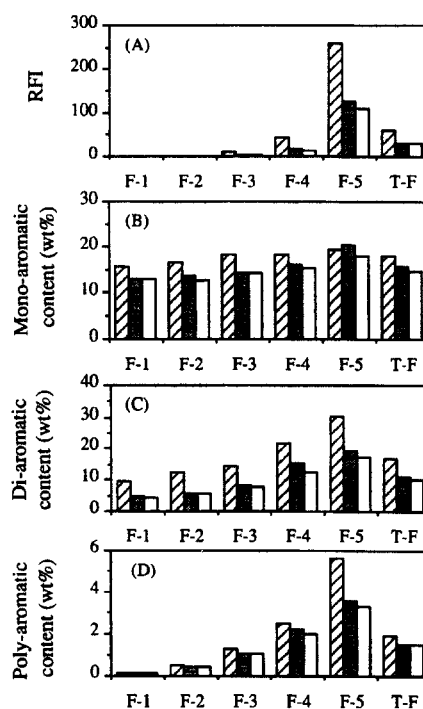 300
200
100
0
RFI
(A)
F-1 F-2 F-3 F-4 F-5 T-F
30
20
10
0
Mono-aromatic
content (wt%)
(B)
F-1 F-2 F-3 F-4 F-5 T-F
40
30
20
10
0
Di-aromatic
content (wt%)
(C)
F-1 F-2 F-3 F-4 F-5 T-F
6
4
2
0
Poly-aromatic
content (wt%)
(D)
F-1 F-2 F-3 F-4 F-5 T-F